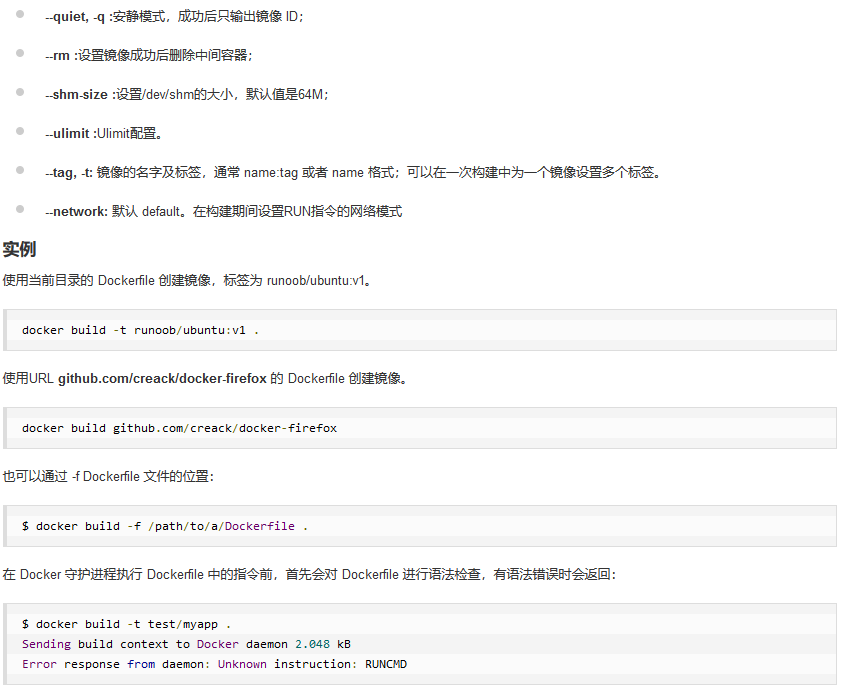 --quiet, -q :安静模式，成功后只输出镜像 ID；
--rm :设置镜像成功后删除中间容器；
--shm-size :设置/dev/shm的大小，默认值是64M；
--ulimit :Ulimit配置。
--tag, -t: 镜像的名字及标签，通常 name:tag 或者 name 格式；可以在一次构建中为一个镜像设置多个标签。
--network: 默认 default。在构建期间设置RUN指令的网络模式
实例
使用当前目录的 Dockerfile 创建镜像，标签为 runoob/ubuntu:v1。
docker build -t runoob/ubuntu:v1 .
使用URL github.com/creack/docker-firefox 的 Dockerfile 创建镜像。
docker build github.com/creack/docker-firefox
也可以通过 -f Dockerfile 文件的位置：
$ docker build -f /path/to/a/Dockerfile .
在 Docker 守护进程执行 Dockerfile 中的指令前，首先会对 Dockerfile 进行语法检查，有语法错误时会返回：
$ docker build -t test/myapp .
Sending build context to Docker daemon 2.048 kB
Error response from daemon: Unknown instruction: RUNCMD